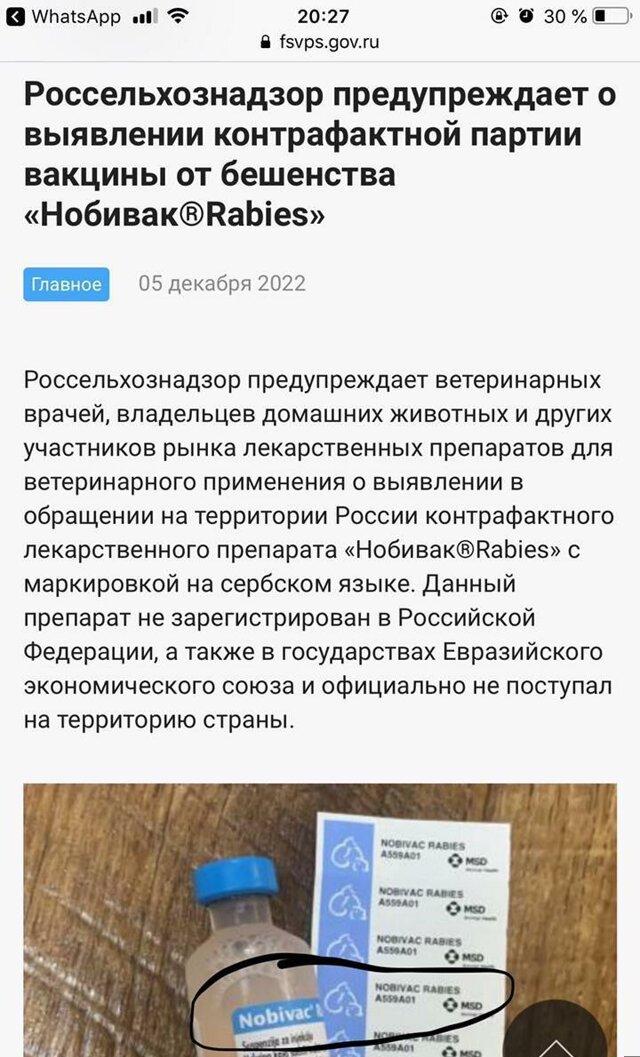 WhatsApp 20:27 30 %
fsvps.gov.ru
Россельхознадзор предупреждает о
выявлении контрафактной партии
вакцины от бешенства
«Нобивак®Rabies»
Главное 05 декабря 2022
Россельхознадзор предупреждает ветеринарных
врачей, владельцев домашних животных и других
участников рынка лекарственных препаратов для
ветеринарного применения о выявлении в
обращении на территории России контрафактного
лекарственного препарата «Нобивак®Rabies» с
маркировкой на сербском языке. Данный
препарат не зарегистрирован в Российской
Федерации, а также в государствах Евразийского
экономического союза и официально не поступал
на территорию страны.
NOBIVAC RABIES
A559A01 MSD
NOBIVAC RABIES
A559A01 MSD
NOBIVAC RABIES
A559A01 MSD
NOBIVAC RABIES
A559A01 MSD
Nobivac
Suspenzija za
NOBIVAC RABIES
A559A01 MSD